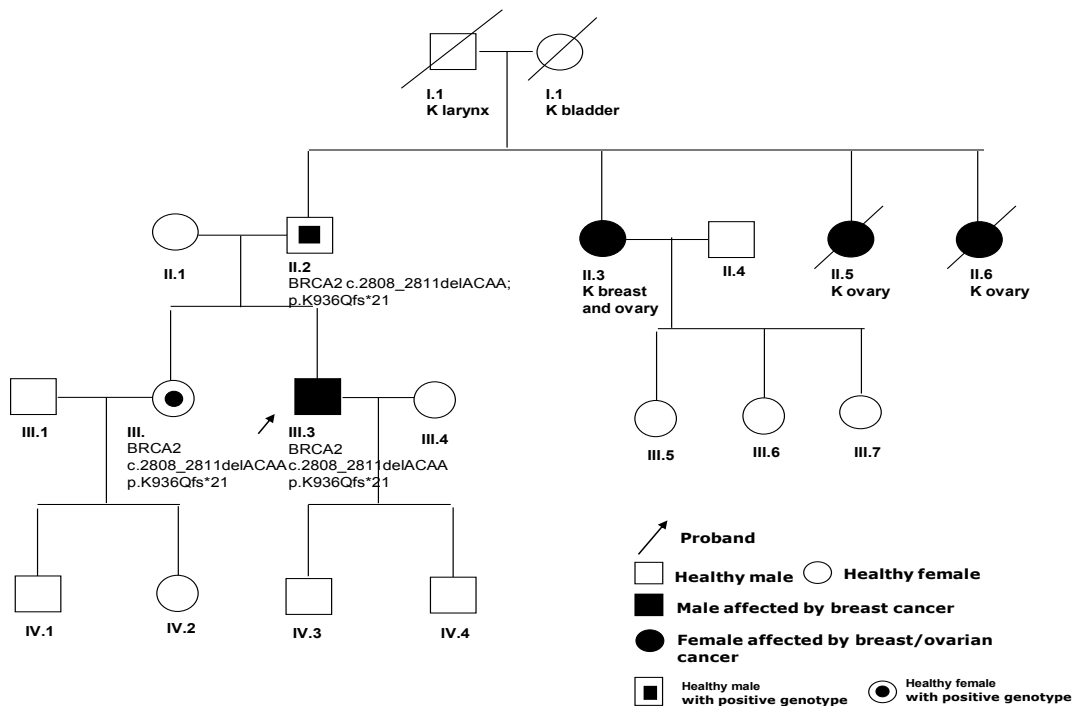 I.1
K larynx
I.1
K bladder
II.1
II.2
BRCA2 c.2808_2811delACAA;
p.K936Qfs*21
II.3
K breast
and ovary
II.4
II.5
K ovary
II.6
K ovary
III.1
III.
BRCA2
c.2808_2811delACAA
p.K936Qfs*21
III.3
BRCA2
c.2808_2811delACAA
p.K936Qfs*21
III.4
III.5
III.6
III.7
IV.1
IV.2
IV.3
IV.4
Proband
Healthy male
Healthy female
Male affected by breast cancer
Female affected by breast/ovarian
cancer
Healthy male
with positive genotype
Healthy female
with positive genotype